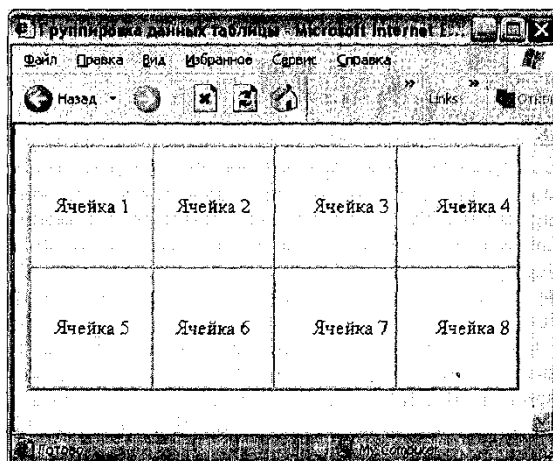 Группировка данных таблицы - Microsoft Internet E...
Файл Правка Вид Избранное Сервис Справка
Назад » Links »
Ячейка 1 Ячейка 2 Ячейка 3 Ячейка 4
Ячейка 5 Ячейка 6 Ячейка 7 Ячейка 8
Готово My Computer